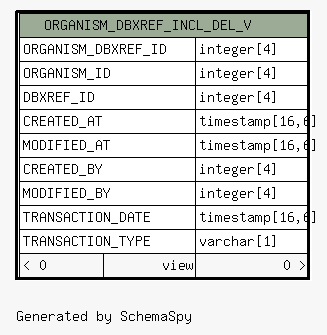 ORGANISM_DBXREF_INCL_DEL_V
ORGANISM_DBXREF_ID integer[4]
ORGANISM_ID integer[4]
DBXREF_ID integer[4]
CREATED_AT timestamp[16,6]
MODIFIED_AT timestamp[16,6]
CREATED_BY integer[4]
MODIFIED_BY integer[4]
TRANSACTION_DATE timestamp[16,6]
TRANSACTION_TYPE varchar[1]
< 0 view 0 >
Generated by SchemaSpy